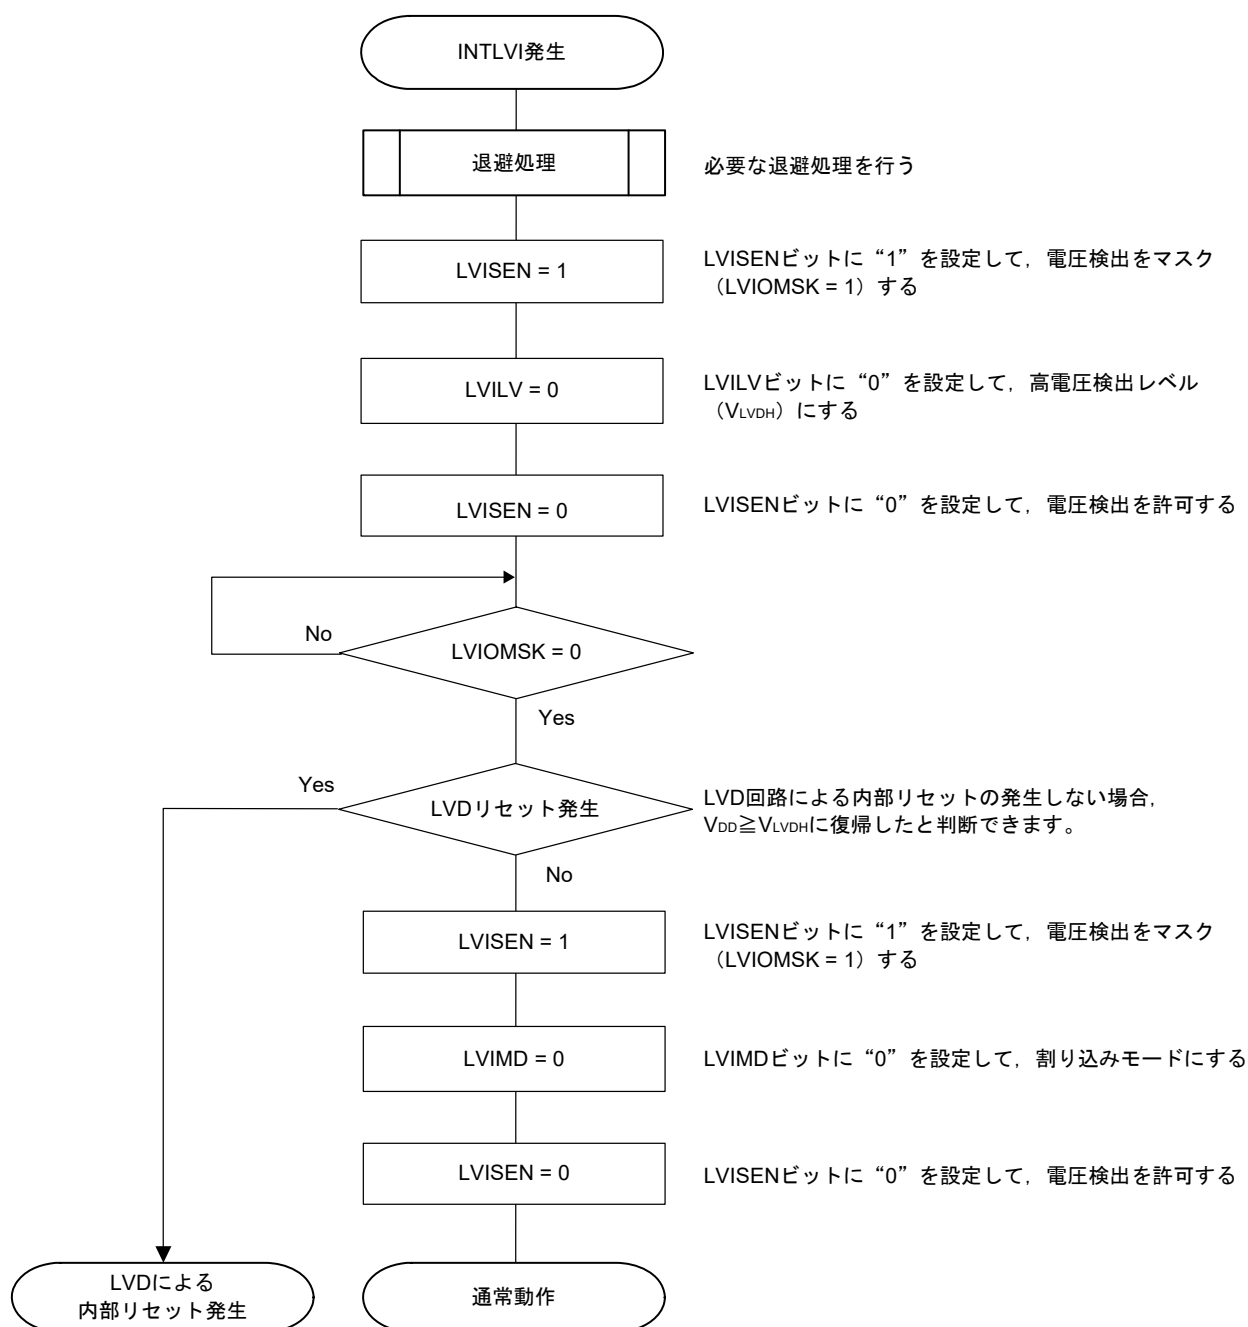 INTLVI発生
退避処理
必要な退避処理を行う
LVISEN = 1
LVISENビットに“1”を設定して，電圧検出をマスク
（LVIOMSK = 1）する
LVILV = 0
LVILVビットに“0”を設定して，高電圧検出レベル
（VLVDH）にする
LVISEN = 0
LVISENビットに“0”を設定して，電圧検出を許可する
No
LVIOMSK = 0
Yes
Yes
LVDリセット発生
LVD回路による内部リセットの発生しない場合，
VDD≧VLVDHに復帰したと判断できます。
No
LVISEN = 1
LVISENビットに“1”を設定して，電圧検出をマスク
（LVIOMSK = 1）する
LVIMD = 0
LVIMDビットに“0”を設定して，割り込みモードにする
LVISEN = 0
LVISENビットに“0”を設定して，電圧検出を許可する
LVDによる
内部リセット発生
通常動作